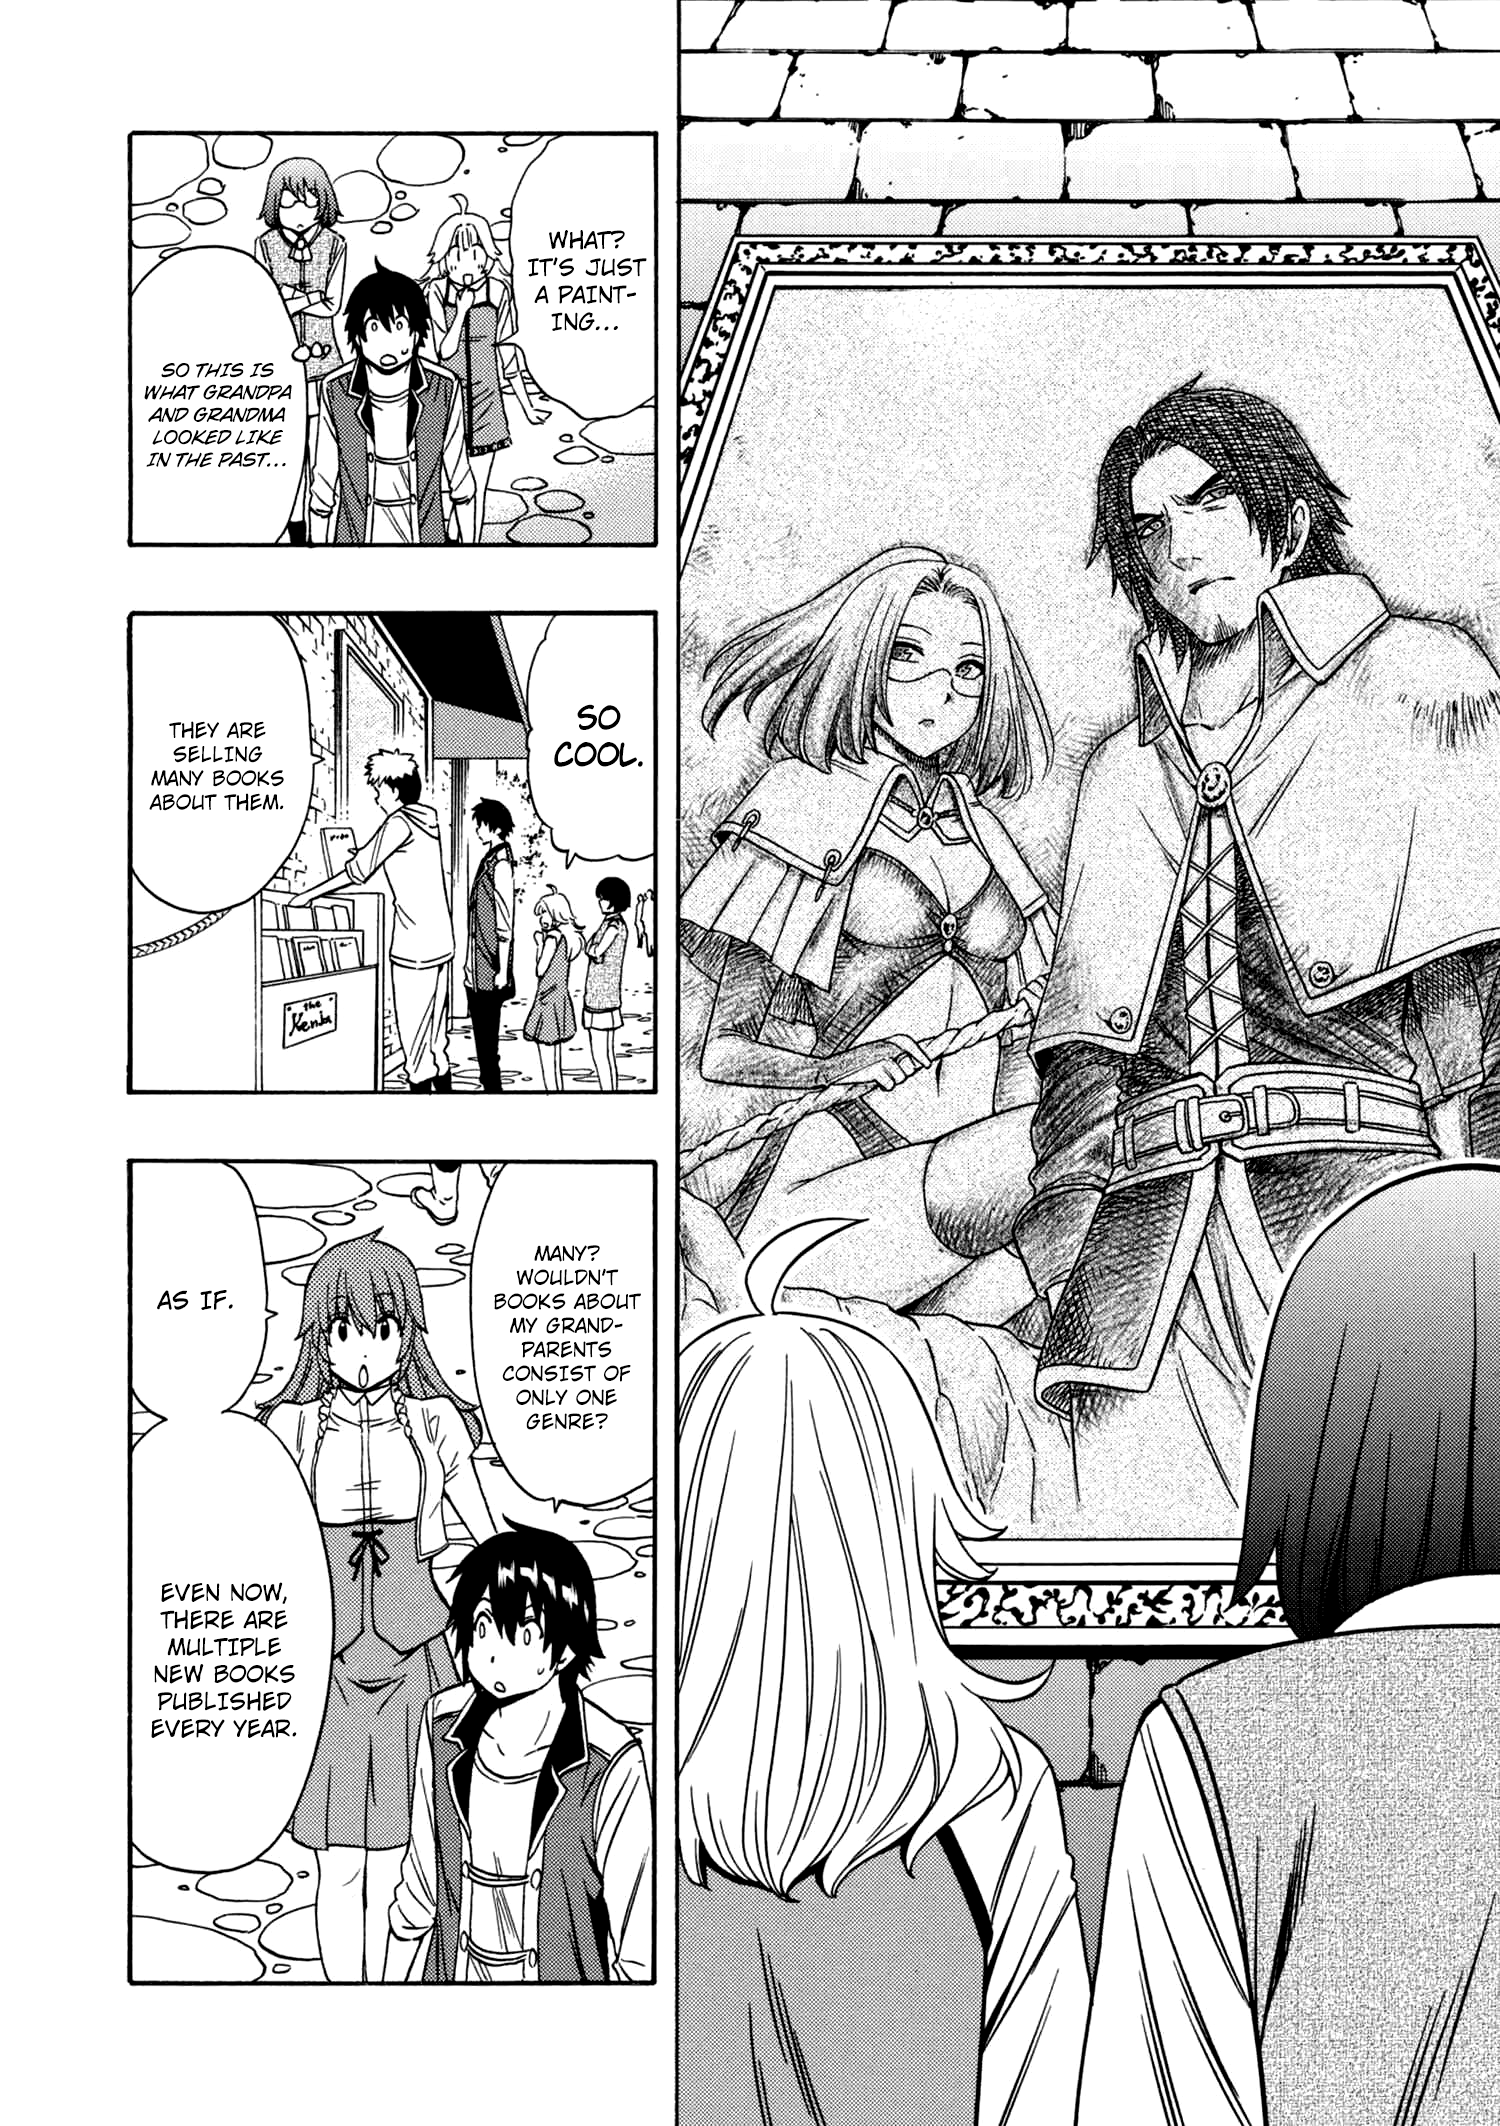 WHAT?
IT'S JUST
A PAINT-
ING...
SO THIS IS
WHAT GRANDPA
AND GRANDMA
LOOKED LIKE
IN THE PAST...
SO
COOL.
THEY ARE
SELLING
MANY BOOKS
ABOUT THEM.
the
Kenja
MANY?
WOULDN'T
BOOKS ABOUT
MY GRAND-
PARENTS
CONSIST OF
ONLY ONE
GENRE?
AS IF.
EVEN NOW,
THERE ARE
MULTIPLE
NEW BOOKS
PUBLISHED
EVERY YEAR.